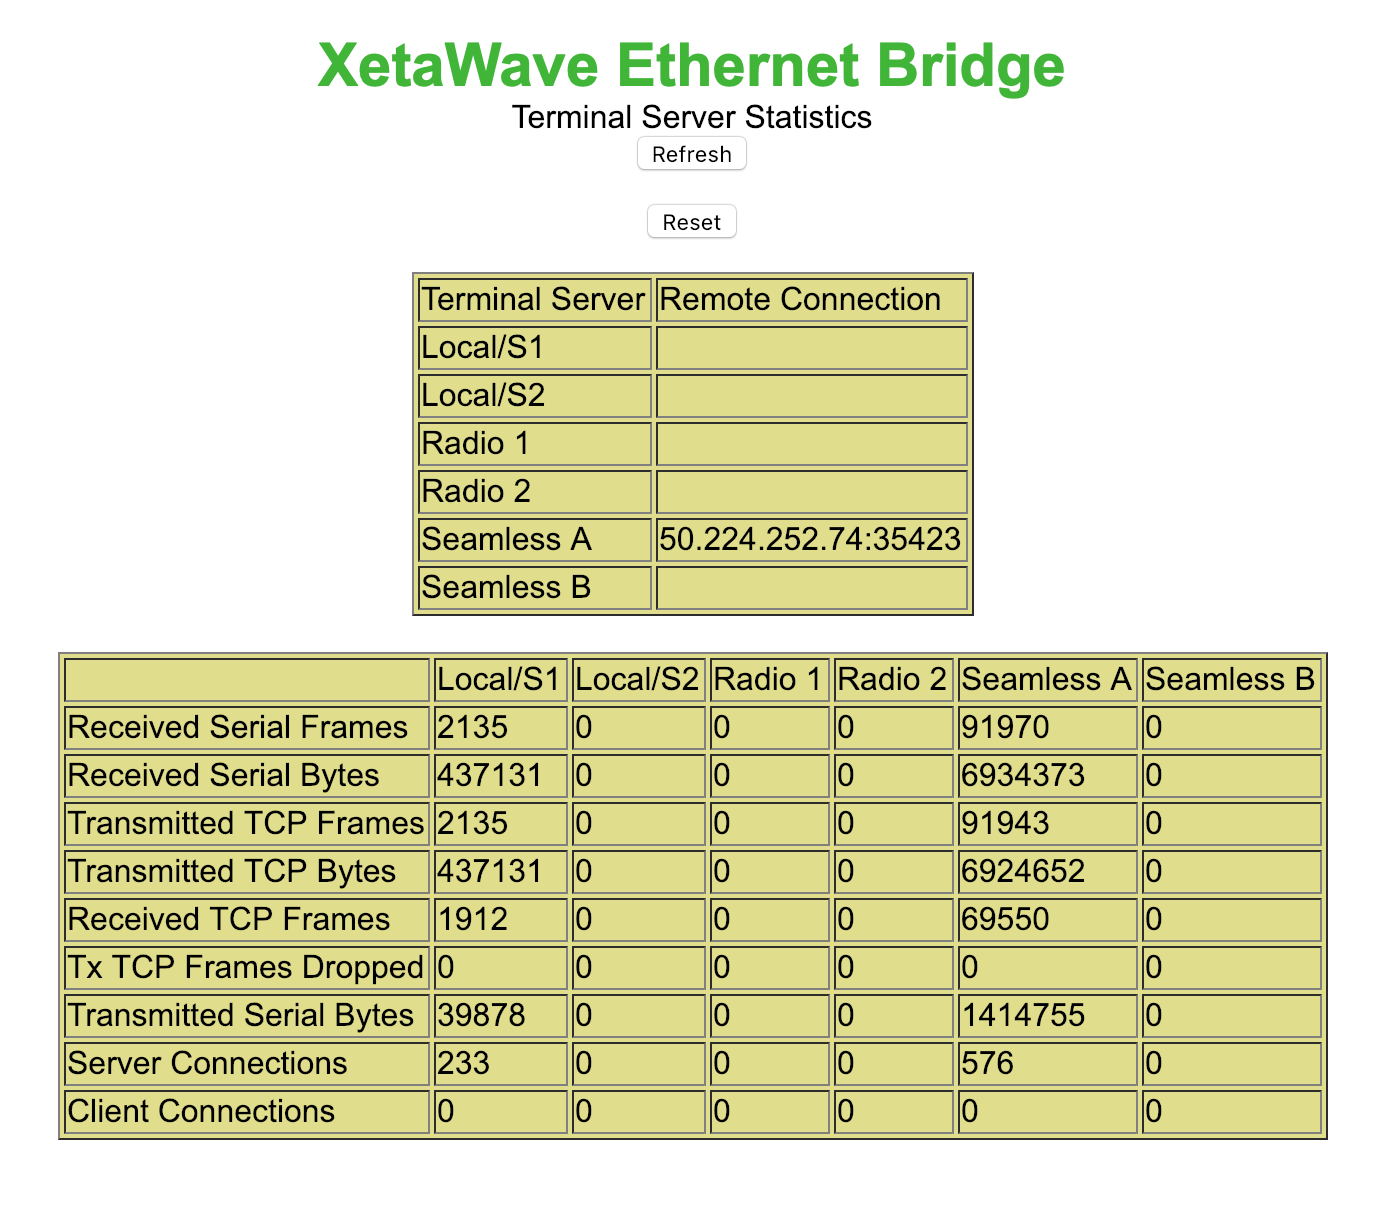 XetaWave Ethernet Bridge
Terminal Server Statistics
Refresh
Reset
Terminal Server Remote Connection
Local/S1
Local/S2
Radio 1
Radio 2
Seamless A 50.224.252.74:35423
Seamless B
Local/S1 Local/S2 Radio 1 Radio 2 Seamless A Seamless B
Received Serial Frames 2135 0 0 0 91970 0
Received Serial Bytes 437131 0 0 0 6934373 0
Transmitted TCP Frames 2135 0 0 0 91943 0
Transmitted TCP Bytes 437131 0 0 0 6924652 0
Received TCP Frames 1912 0 0 0 69550 0
Tx TCP Frames Dropped 0 0 0 0 0 0
Transmitted Serial Bytes 39878 0 0 0 1414755 0
Server Connections 233 0 0 0 576 0
Client Connections 0 0 0 0 0 0